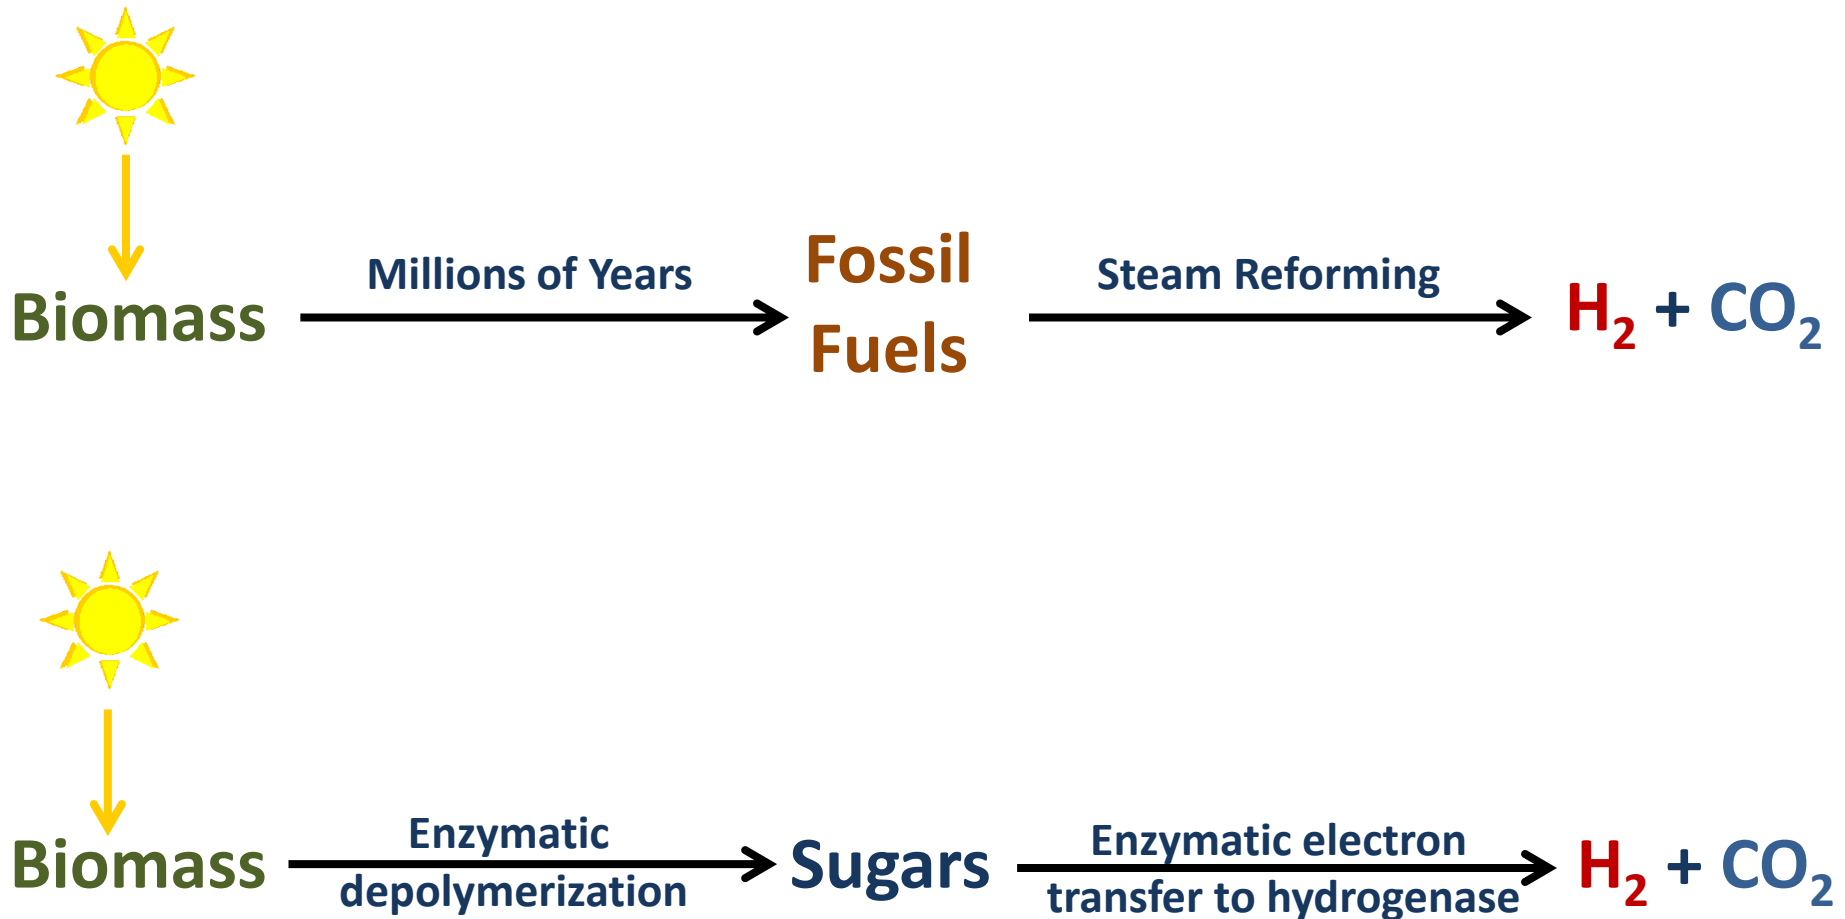 Millions of Years
Fossil
Fuels
Steam Reforming
Biomass
H₂ + CO₂
Enzymatic
depolymerization
Biomass
Sugars
Enzymatic electron
transfer to hydrogenase
H₂ + CO₂